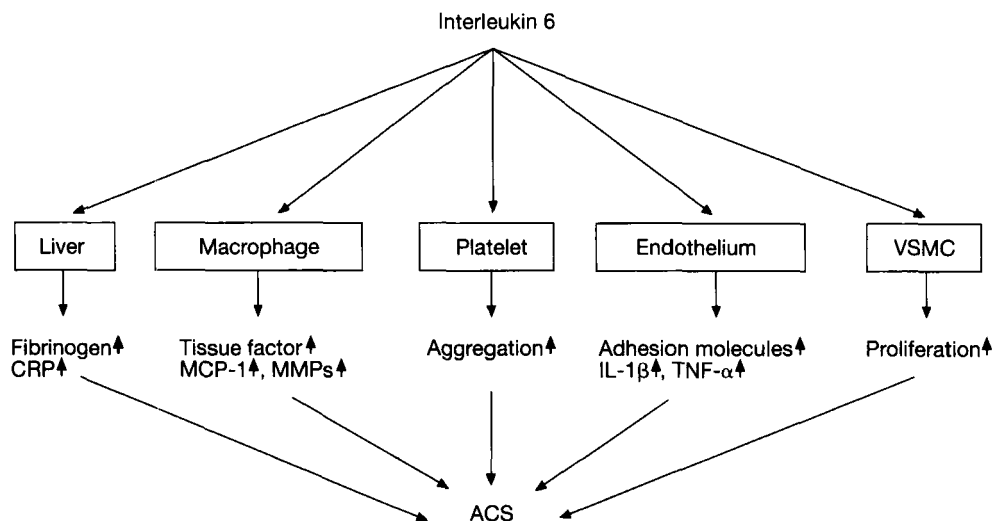 Interleukin 6
Liver
Macrophage
Platelet
Endothelium
VSMC
Fibrinogen↑
CRP↑
Tissue factor↑
MCP-1↑, MMPs↑
Aggregation↑
Adhesion molecules↑
IL-1β↑, TNF-α↑
Proliferation↑
ACS